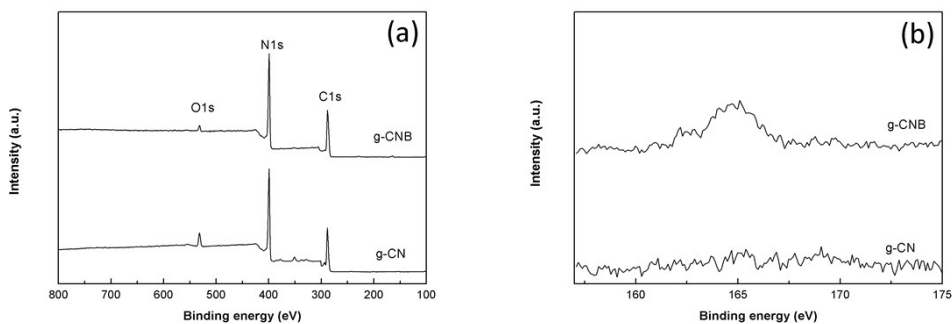 (a)
N1s
C1s
O1s
g-CNB
g-CN
Intensity (a.u.)
800 700 600 500 400 300 200 100
Binding energy (eV)
(b)
g-CNB
g-CN
Intensity (a.u.)
160 165 170 175
Binding energy (eV)